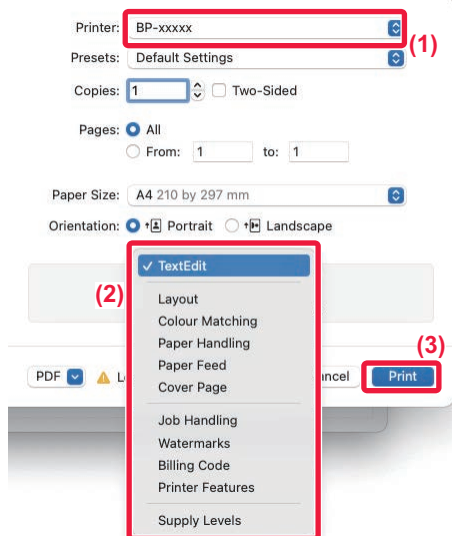 Printer: BP-xxxxx
(1)
Presets: Default Settings
Copies: 1 Two-Sided
Pages: All
From: 1 to: 1
Paper Size: A4 210 by 297 mm
Orientation: Portrait Landscape
(2)
✓ TextEdit
Layout
Colour Matching
Paper Handling
Paper Feed
Cover Page
(3)
PDF L ncel Print
Job Handling
Watermarks
Billing Code
Printer Features
Supply Levels